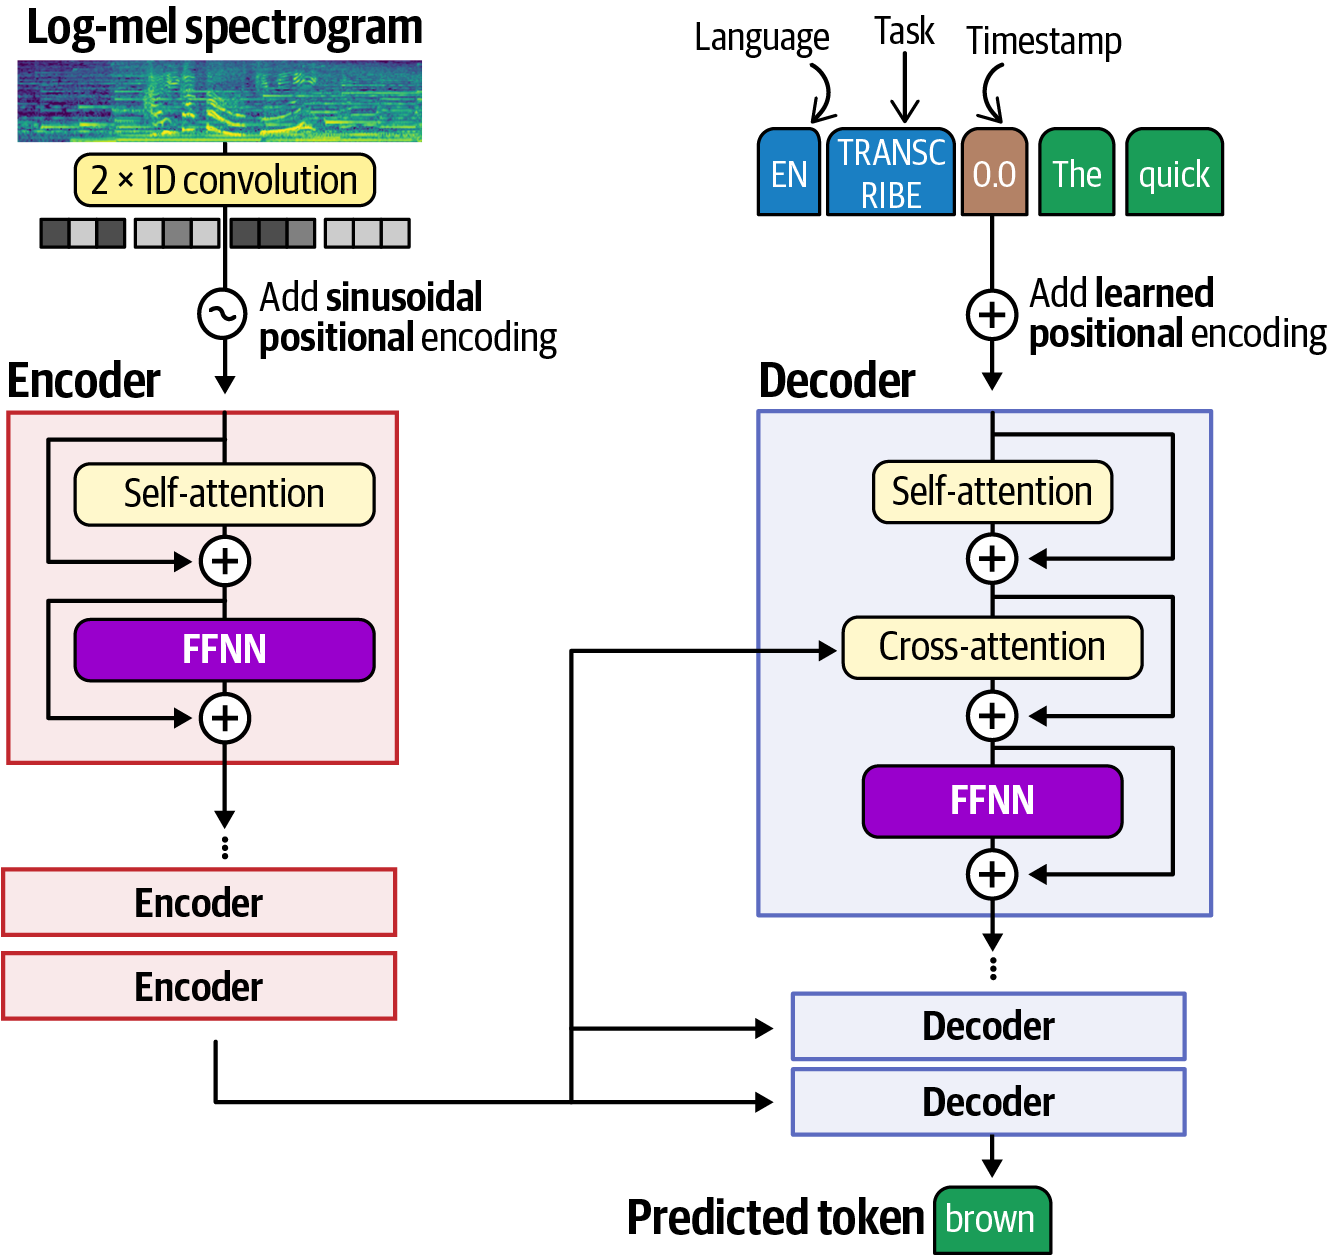 Log-mel spectrogram
2 × 1D convolution
Add sinusoidal
positional encoding
Encoder
Self-attention
FFNN
Encoder
Encoder
Language
Task
Timestamp
EN
TRANSC
RIBE
0.0
The
quick
Add learned
positional encoding
Decoder
Self-attention
Cross-attention
FFNN
Decoder
Decoder
Predicted token
brown